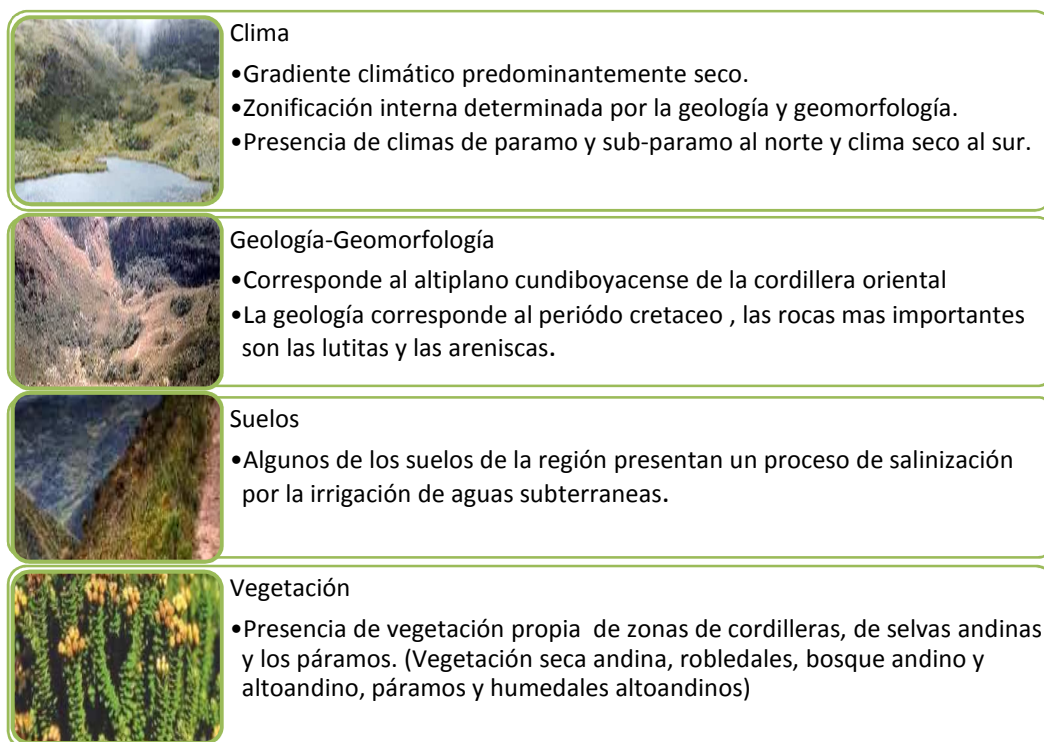 Clima
•Gradiente climático predominantemente seco.
•Zonificación interna determinada por la geología y geomorfología.
•Presencia de climas de paramo y sub-paramo al norte y clima seco al sur.
Geología-Geomorfología
•Corresponde al altiplano cundiboyacense de la cordillera oriental
•La geología corresponde al periódo cretaceo , las rocas mas importantes
son las lutitas y las areniscas.
Suelos
•Algunos de los suelos de la región presentan un proceso de salinización
por la irrigación de aguas subterraneas.
Vegetación
•Presencia de vegetación propia  de zonas de cordilleras, de selvas andinas
y los páramos. (Vegetación seca andina, robledales, bosque andino y
altoandino, páramos y humedales altoandinos)